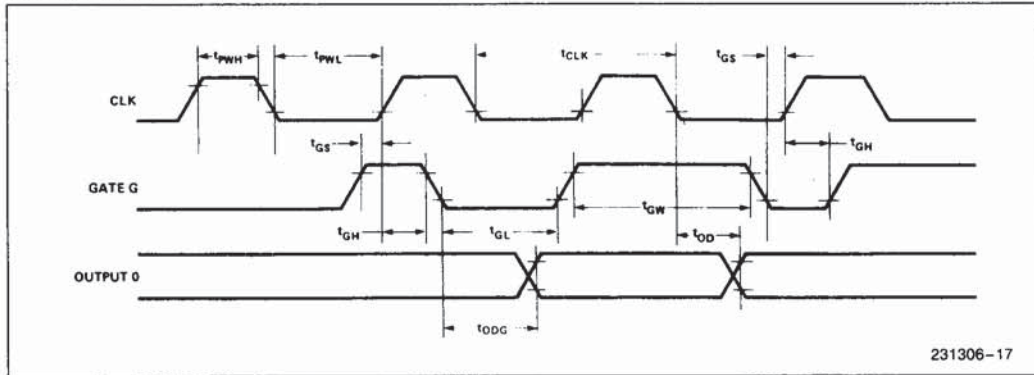 tPWH
tPWL
tCLK
tGS
CLK
tGS
tGH
GATE G
tGH
tGL
tGW
tOD
OUTPUT 0
tODG
231306-17